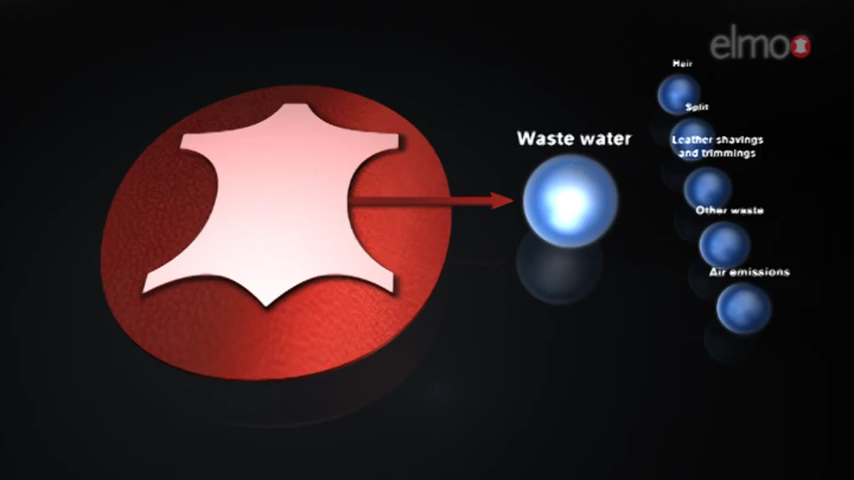 elmo
Hair
Split
Waste water
Leather shavings
and trimmings
Other waste
Air emissions